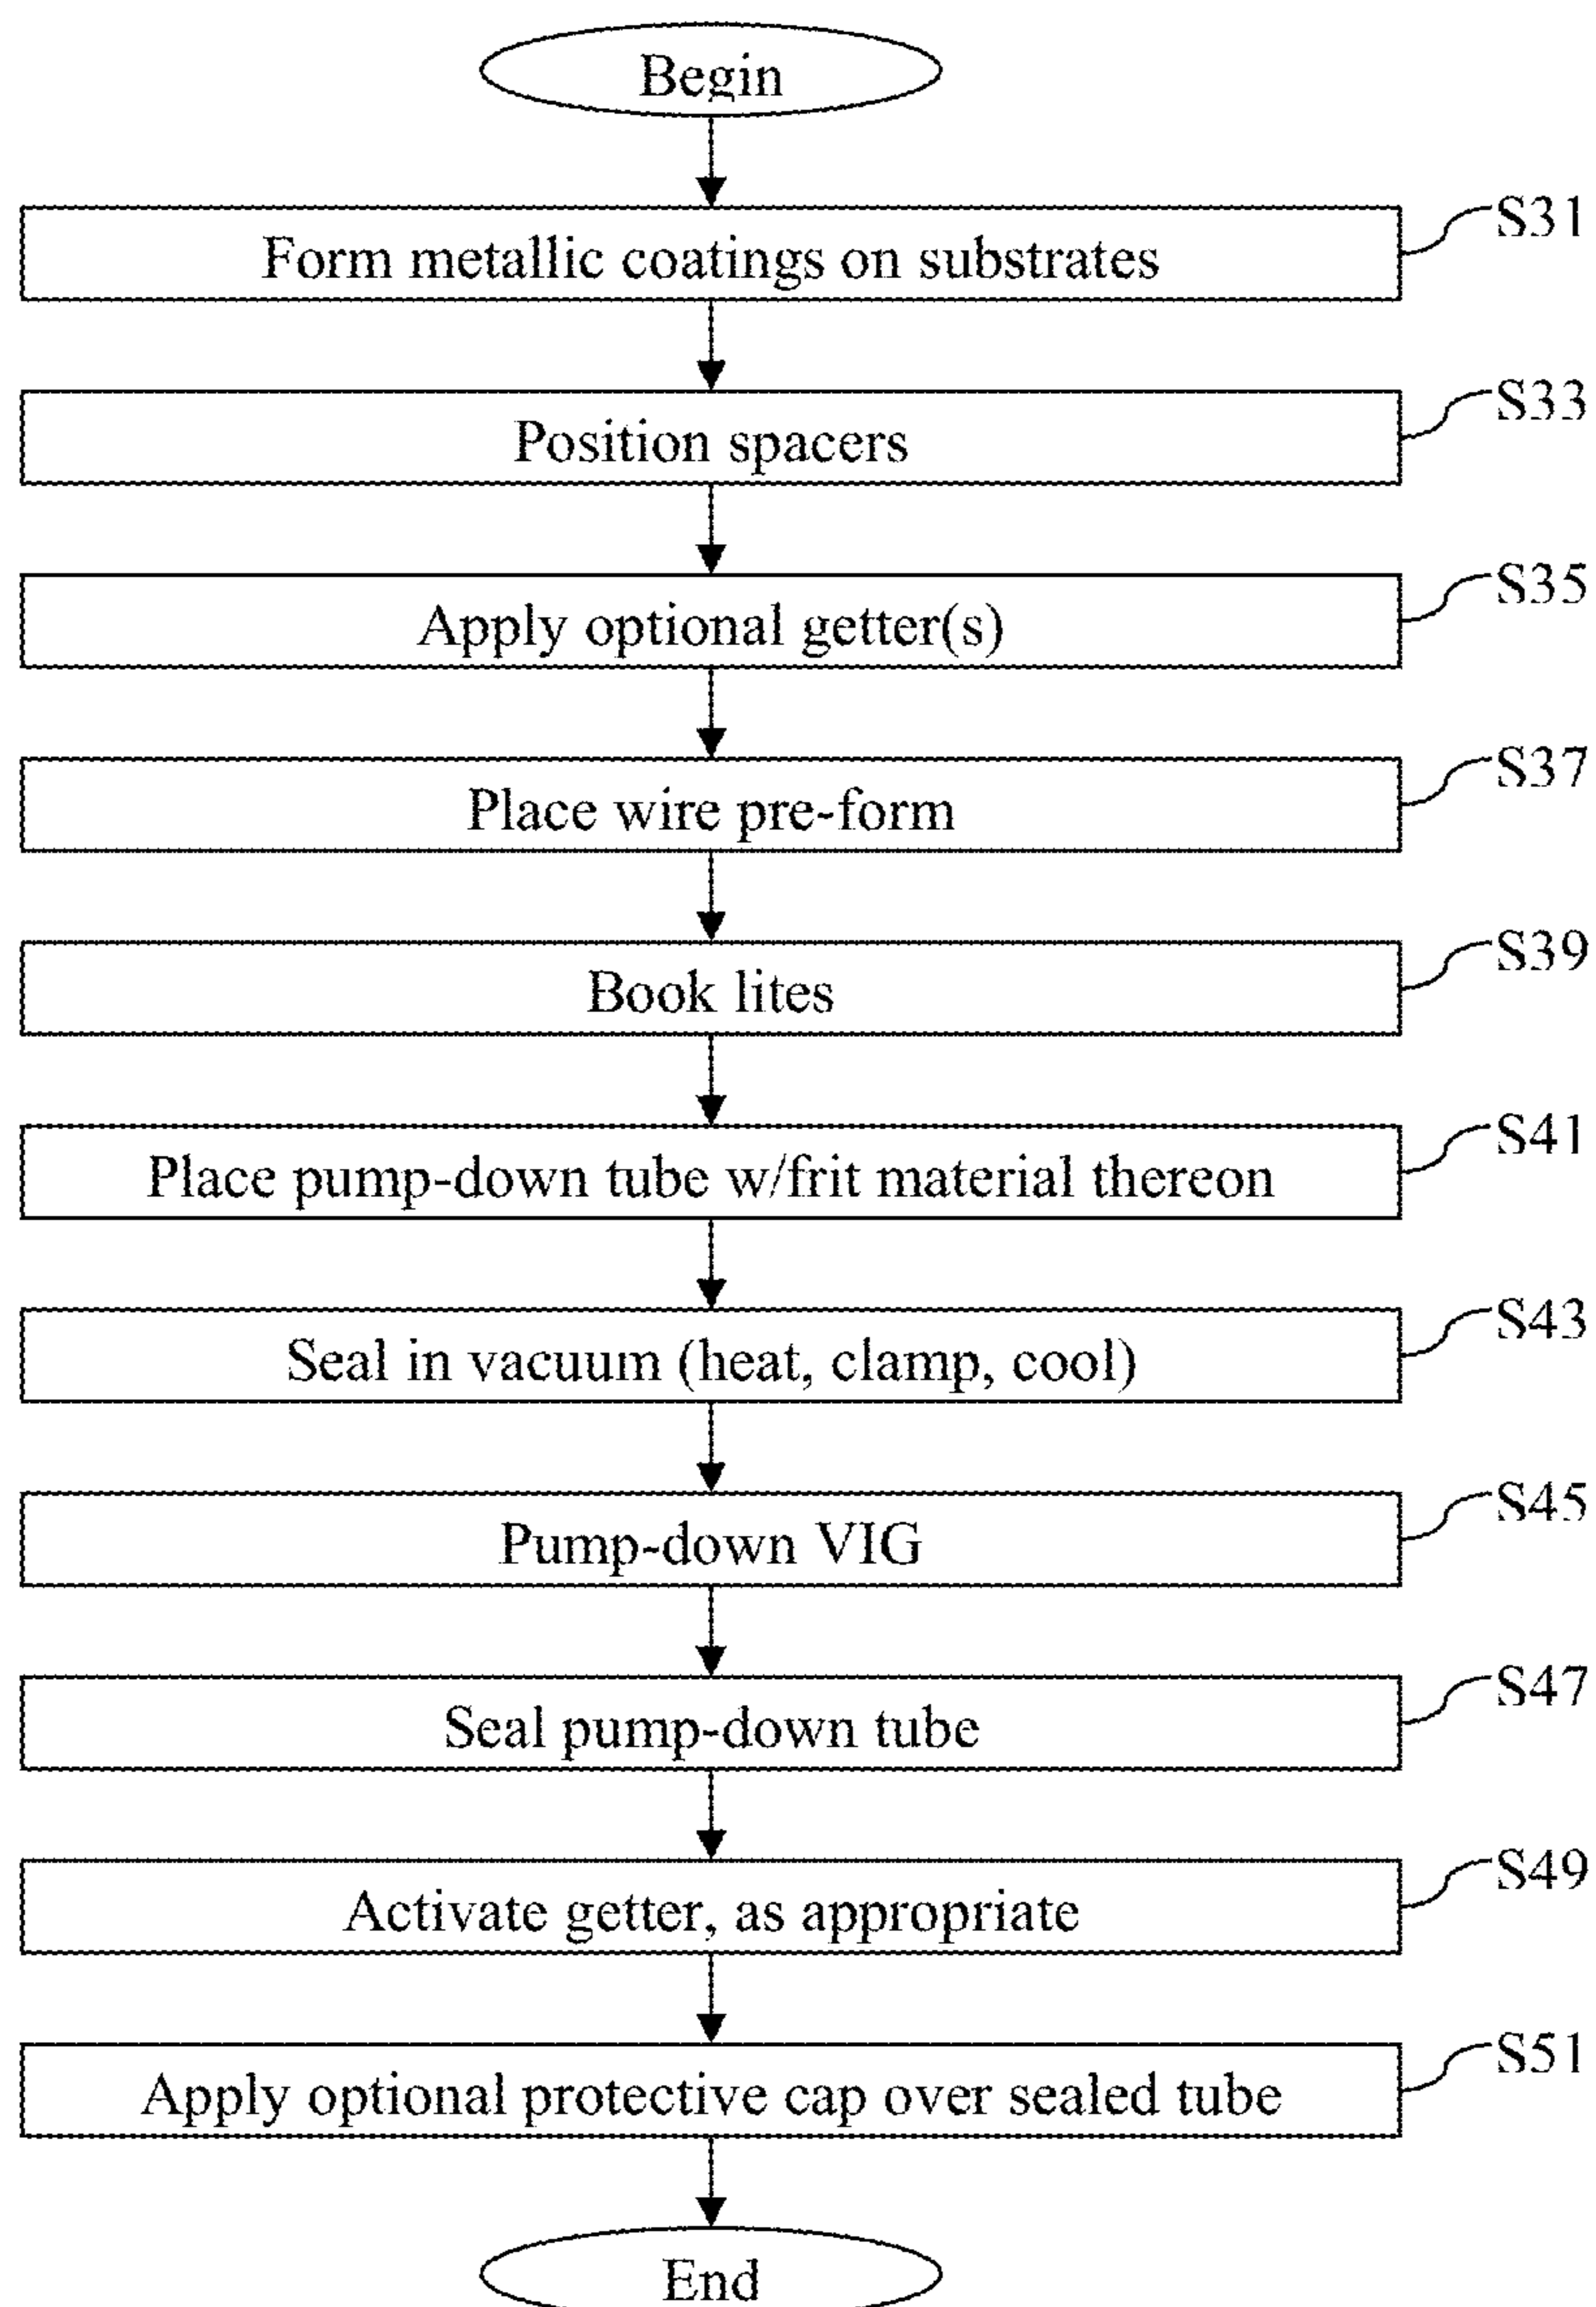 Begin
Form metallic coatings on substrates
S31
Position spacers
S33
Apply optional getter(s)
S35
Place wire pre-form
S37
Book lites
S39
Place pump-down tube w/frit material thereon
S41
Seal in vacuum (heat, clamp, cool)
S43
Pump-down VIG
S45
Seal pump-down tube
S47
Activate getter, as appropriate
S49
Apply optional protective cap over sealed tube
S51
End